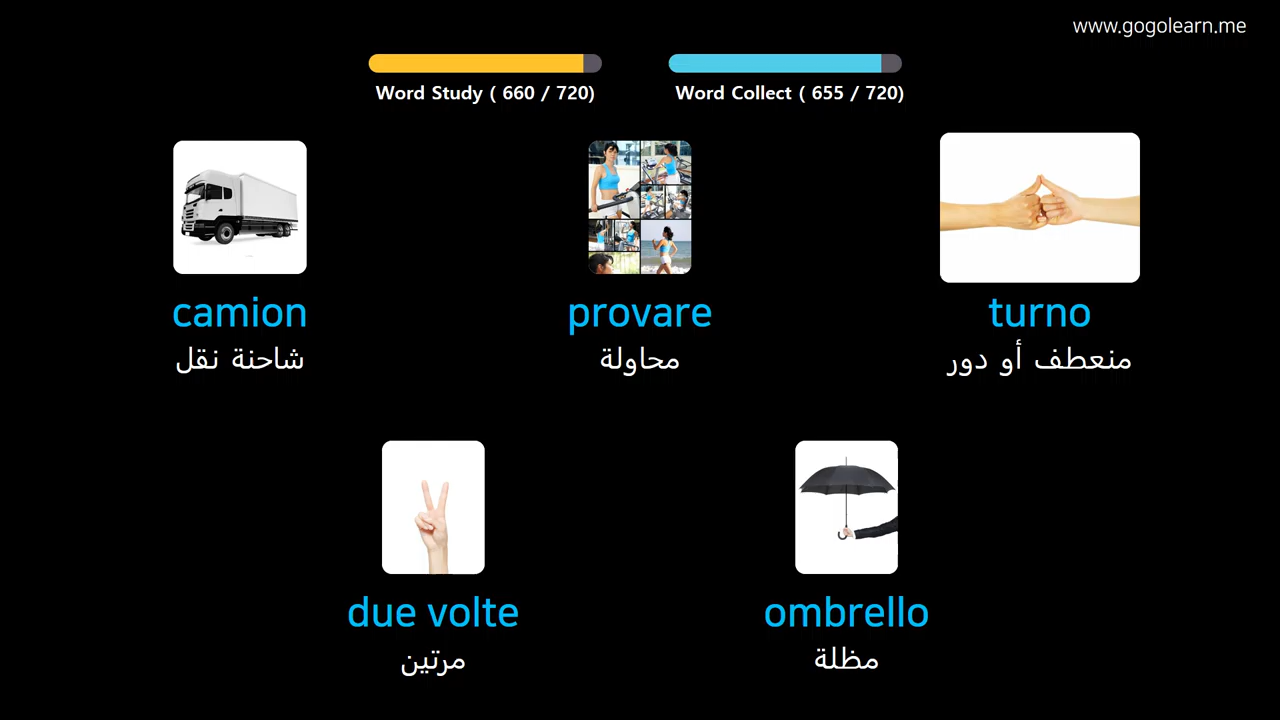 www.gogolearn.me
Word Study ( 660 / 720)
Word Collect ( 655 / 720)
camion
provare
turno
شاحنة نقل
محاولة
منعطف أو دور
due volte
ombrello
مرتين
مظلة